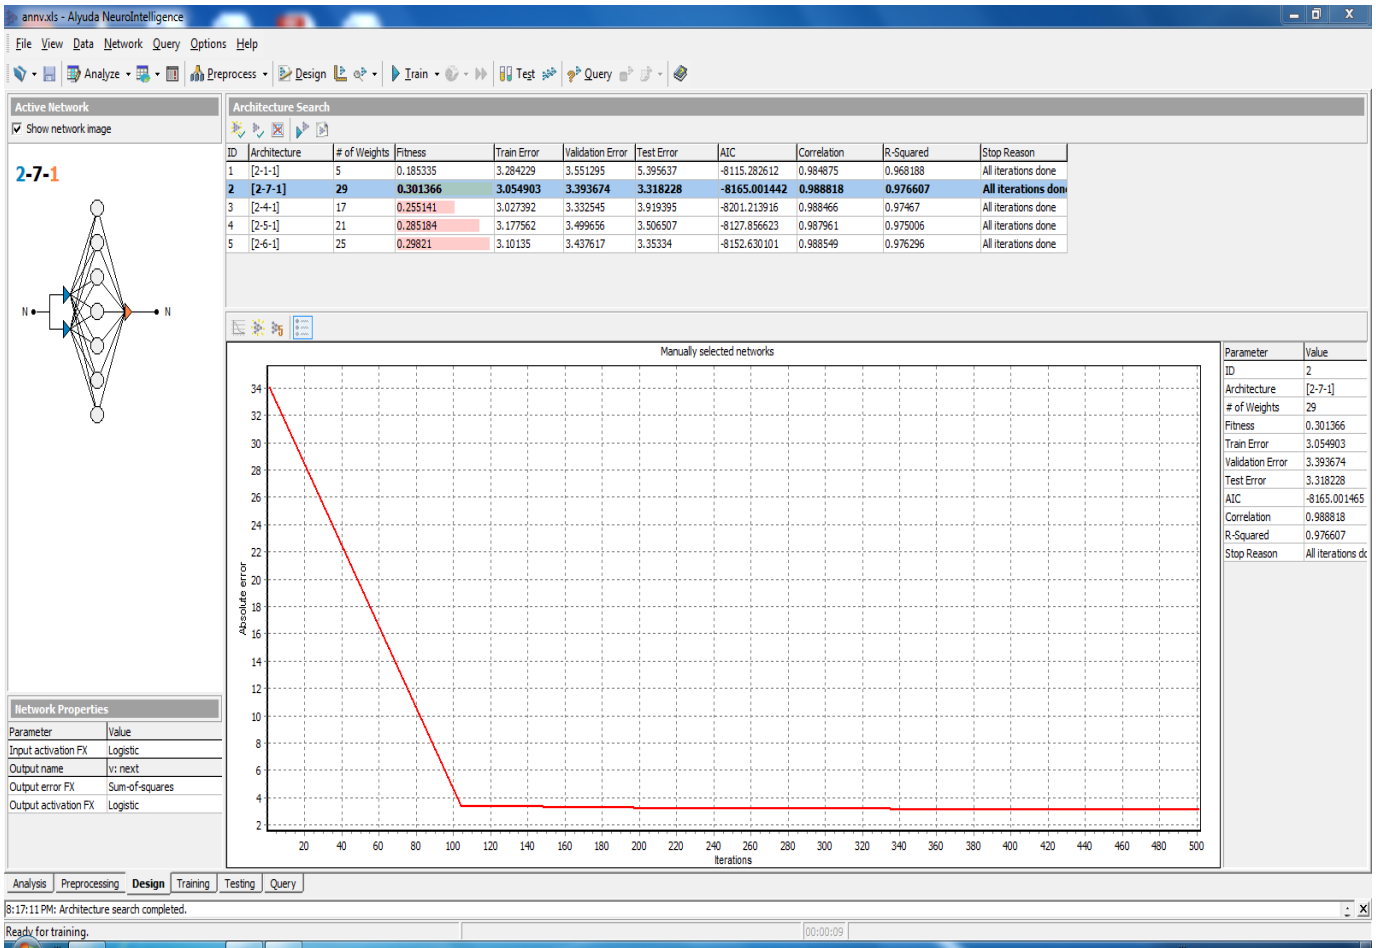 annv.xls - Alyuda NeuroIntelligence
File View Data Network Query Options Help
Analyze Preprocess Design Train Test Query
Active Network
Show network image
2-7-1
N N
Architecture Search
ID Architecture # of Weights Fitness Train Error Validation Error Test Error AIC Correlation R-Squared Stop Reason
1 [2-1-1] 5 0.185335 3.284229 3.551295 5.395637 -8115.282612 0.984875 0.968188 All iterations done
2 [2-7-1] 29 0.301366 3.054903 3.393674 3.318228 -8165.001442 0.988818 0.976607 All iterations don
3 [2-4-1] 17 0.255141 3.027392 3.332545 3.919395 -8201.213916 0.988466 0.97467 All iterations done
4 [2-5-1] 21 0.285184 3.177562 3.499656 3.506507 -8127.856623 0.987961 0.975006 All iterations done
5 [2-6-1] 25 0.29821 3.10135 3.437617 3.35334 -8152.630101 0.988549 0.976296 All iterations done
Manually selected networks
34
32
30
28
26
24
22
20
18
16
14
12
10
8
6
4
2
Absolute error
20 40 60 80 100 120 140 160 180 200 220 240 260 280 300 320 340 360 380 400 420 440 460 480 500
Iterations
Parameter Value
ID 2
Architecture [2-7-1]
# of Weights 29
Fitness 0.301366
Train Error 3.054903
Validation Error 3.393674
Test Error 3.318228
AIC -8165.001465
Correlation 0.988818
R-Squared 0.976607
Stop Reason All iterations dc
Network Properties
Parameter Value
Input activation FX Logistic
Output name v: next
Output error FX Sum-of-squares
Output activation FX Logistic
Analysis Preprocessing Design Training Testing Query
8:17:11 PM: Architecture search completed.
Ready for training. 00:00:09